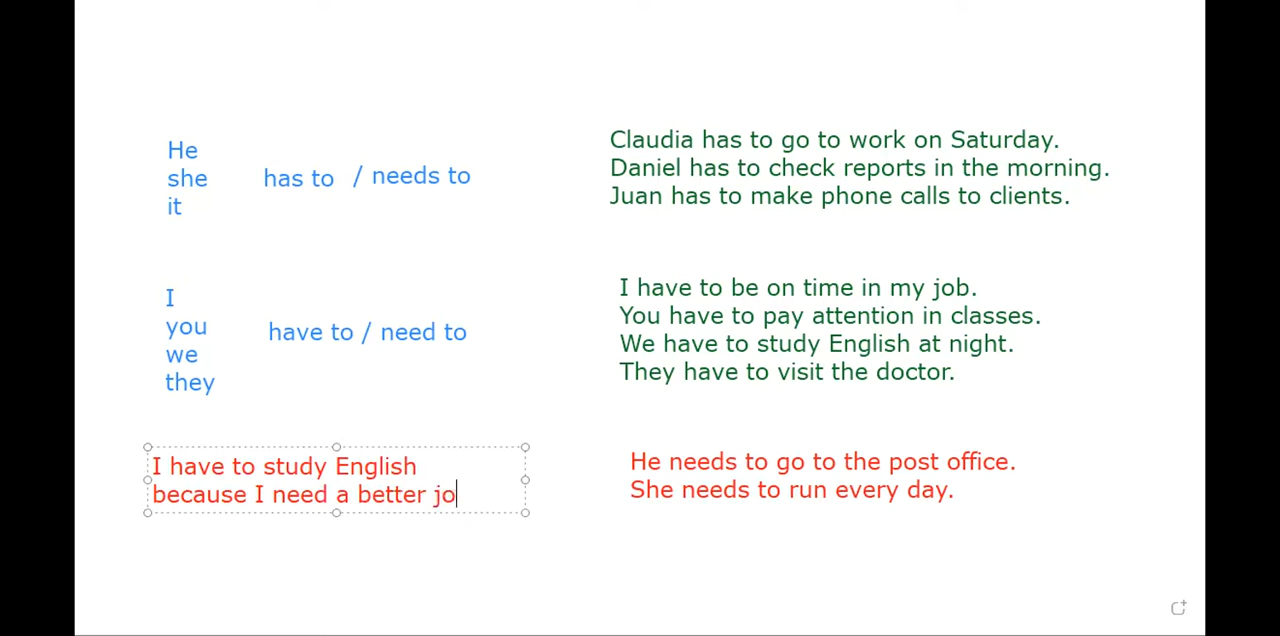 He
she
it
has to / needs to
Claudia has to go to work on Saturday.
Daniel has to check reports in the morning.
Juan has to make phone calls to clients.
I
you
we
they
have to / need to
I have to be on time in my job.
You have to pay attention in classes.
We have to study English at night.
They have to visit the doctor.
I have to study English
because I need a better jo
He needs to go to the post office.
She needs to run every day.